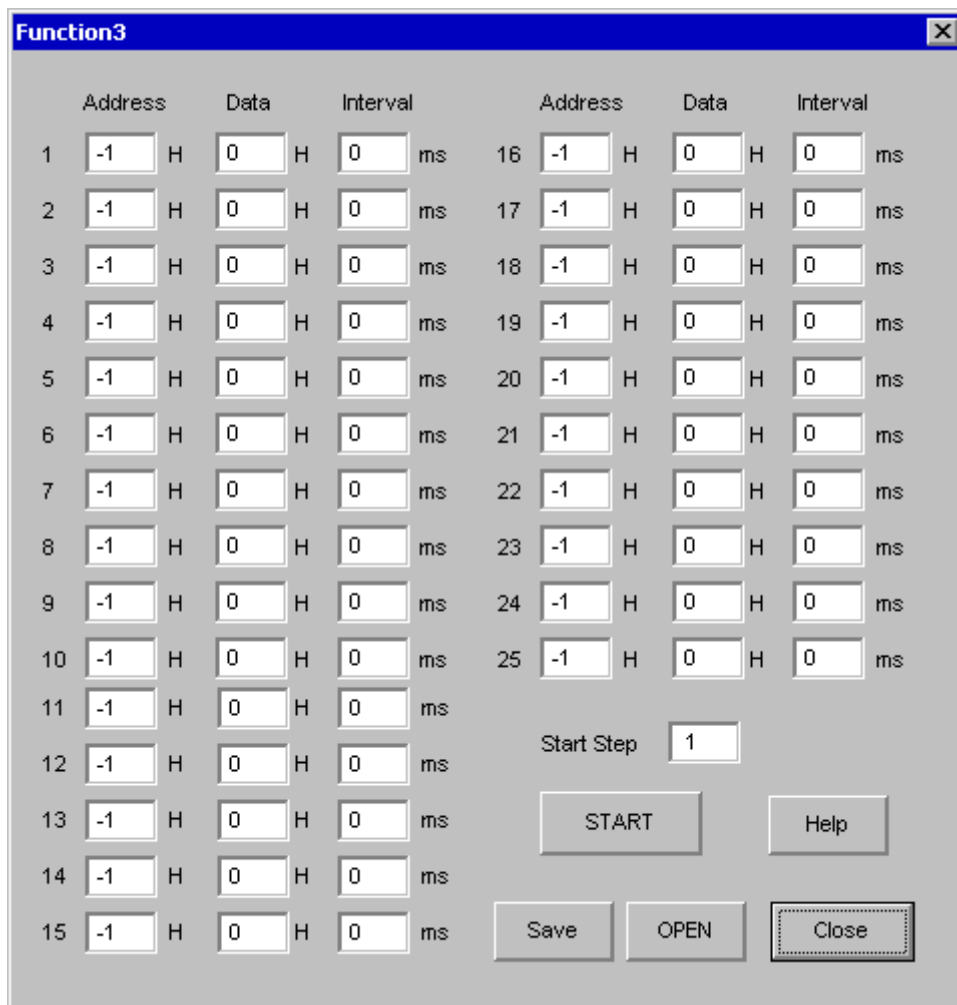 Function3
Address Data Interval Address Data Interval
1 -1 H 0 H 0 ms 16 -1 H 0 H 0 ms
2 -1 H 0 H 0 ms 17 -1 H 0 H 0 ms
3 -1 H 0 H 0 ms 18 -1 H 0 H 0 ms
4 -1 H 0 H 0 ms 19 -1 H 0 H 0 ms
5 -1 H 0 H 0 ms 20 -1 H 0 H 0 ms
6 -1 H 0 H 0 ms 21 -1 H 0 H 0 ms
7 -1 H 0 H 0 ms 22 -1 H 0 H 0 ms
8 -1 H 0 H 0 ms 23 -1 H 0 H 0 ms
9 -1 H 0 H 0 ms 24 -1 H 0 H 0 ms
10 -1 H 0 H 0 ms 25 -1 H 0 H 0 ms
11 -1 H 0 H 0 ms
Start Step 1
12 -1 H 0 H 0 ms
13 -1 H 0 H 0 ms START Help
14 -1 H 0 H 0 ms
15 -1 H 0 H 0 ms Save OPEN Close